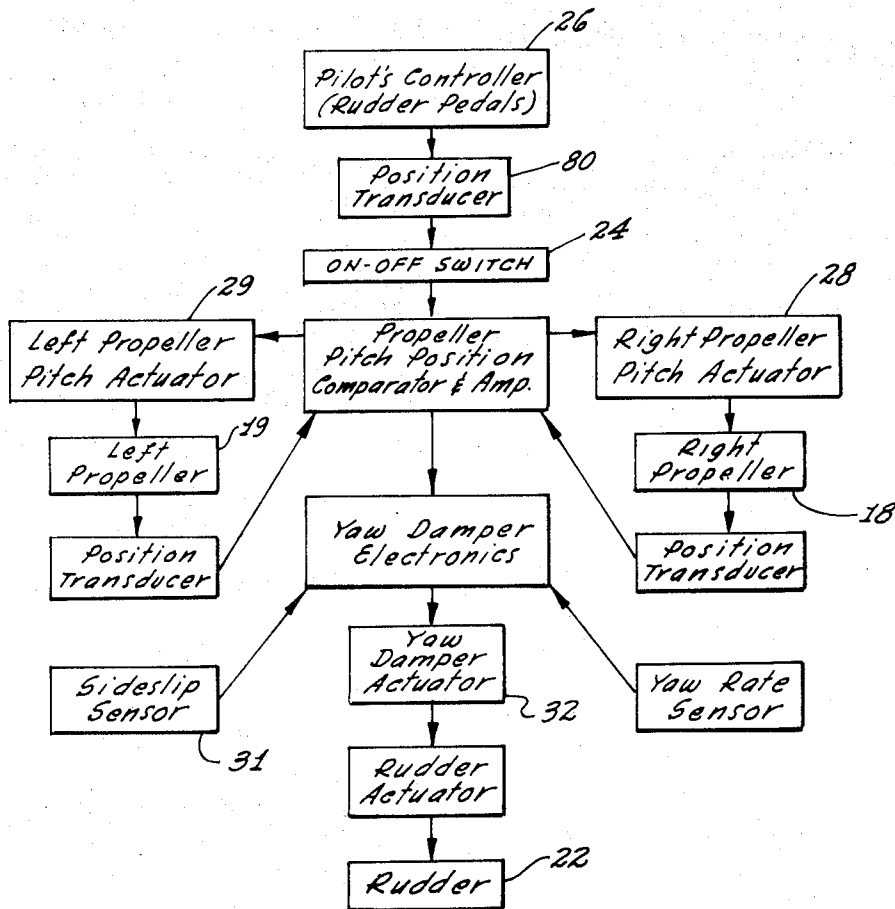 26
Pilot's Controller
(Rudder Pedals)
Position
Transducer
80
24
ON-OFF SWITCH
29
Left Propeller
Pitch Actuator
Propeller
Pitch Position
Comparator & Amp.
28
Right Propeller
Pitch Actuator
19
Left
Propeller
Right
Propeller
18
Position
Transducer
Yaw Damper
Electronics
Position
Transducer
Sideslip
Sensor
31
Yaw
Damper
Actuator
32
Yaw Rate
Sensor
Rudder
Actuator
22
Rudder